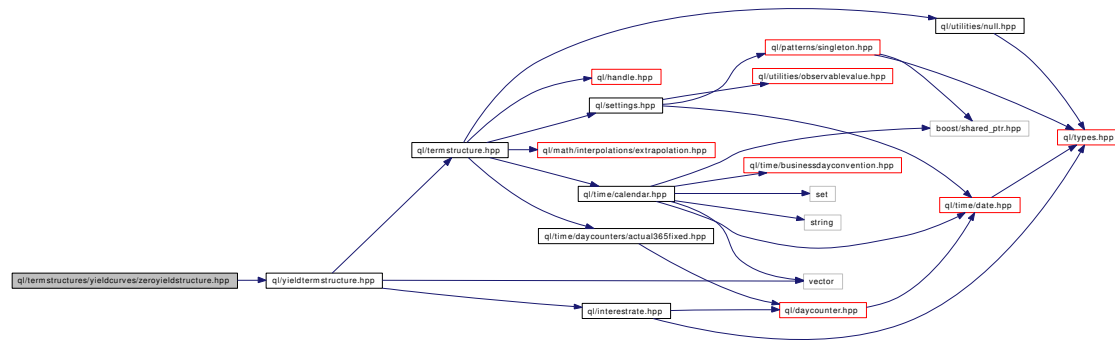 ql/utilities/null.hpp
ql/patterns/singleton.hpp
ql/handle.hpp
ql/utilities/observablevalue.hpp
ql/settings.hpp
boost/shared_ptr.hpp
ql/types.hpp
ql/termstructure.hpp
ql/math/interpolations/extrapolation.hpp
ql/time/businessdayconvention.hpp
ql/time/calendar.hpp
set
ql/time/date.hpp
string
ql/time/daycounters/actual365fixed.hpp
ql/termstructures/yieldcurves/zeroyieldstructure.hpp
ql/yieldtermstructure.hpp
vector
ql/interestrate.hpp
ql/daycounter.hpp